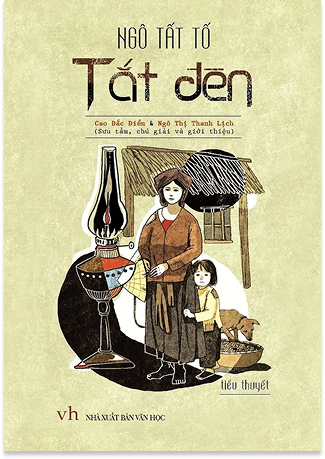 NGÔ TẤT TỐ
Tắt đèn
Cao Đắc Điểm & Ngô Thị Thanh Lịch
(Sưu tầm, chú giải và giới thiệu)
tiểu thuyết
vh NHÀ XUẤT BẢN VĂN HỌC